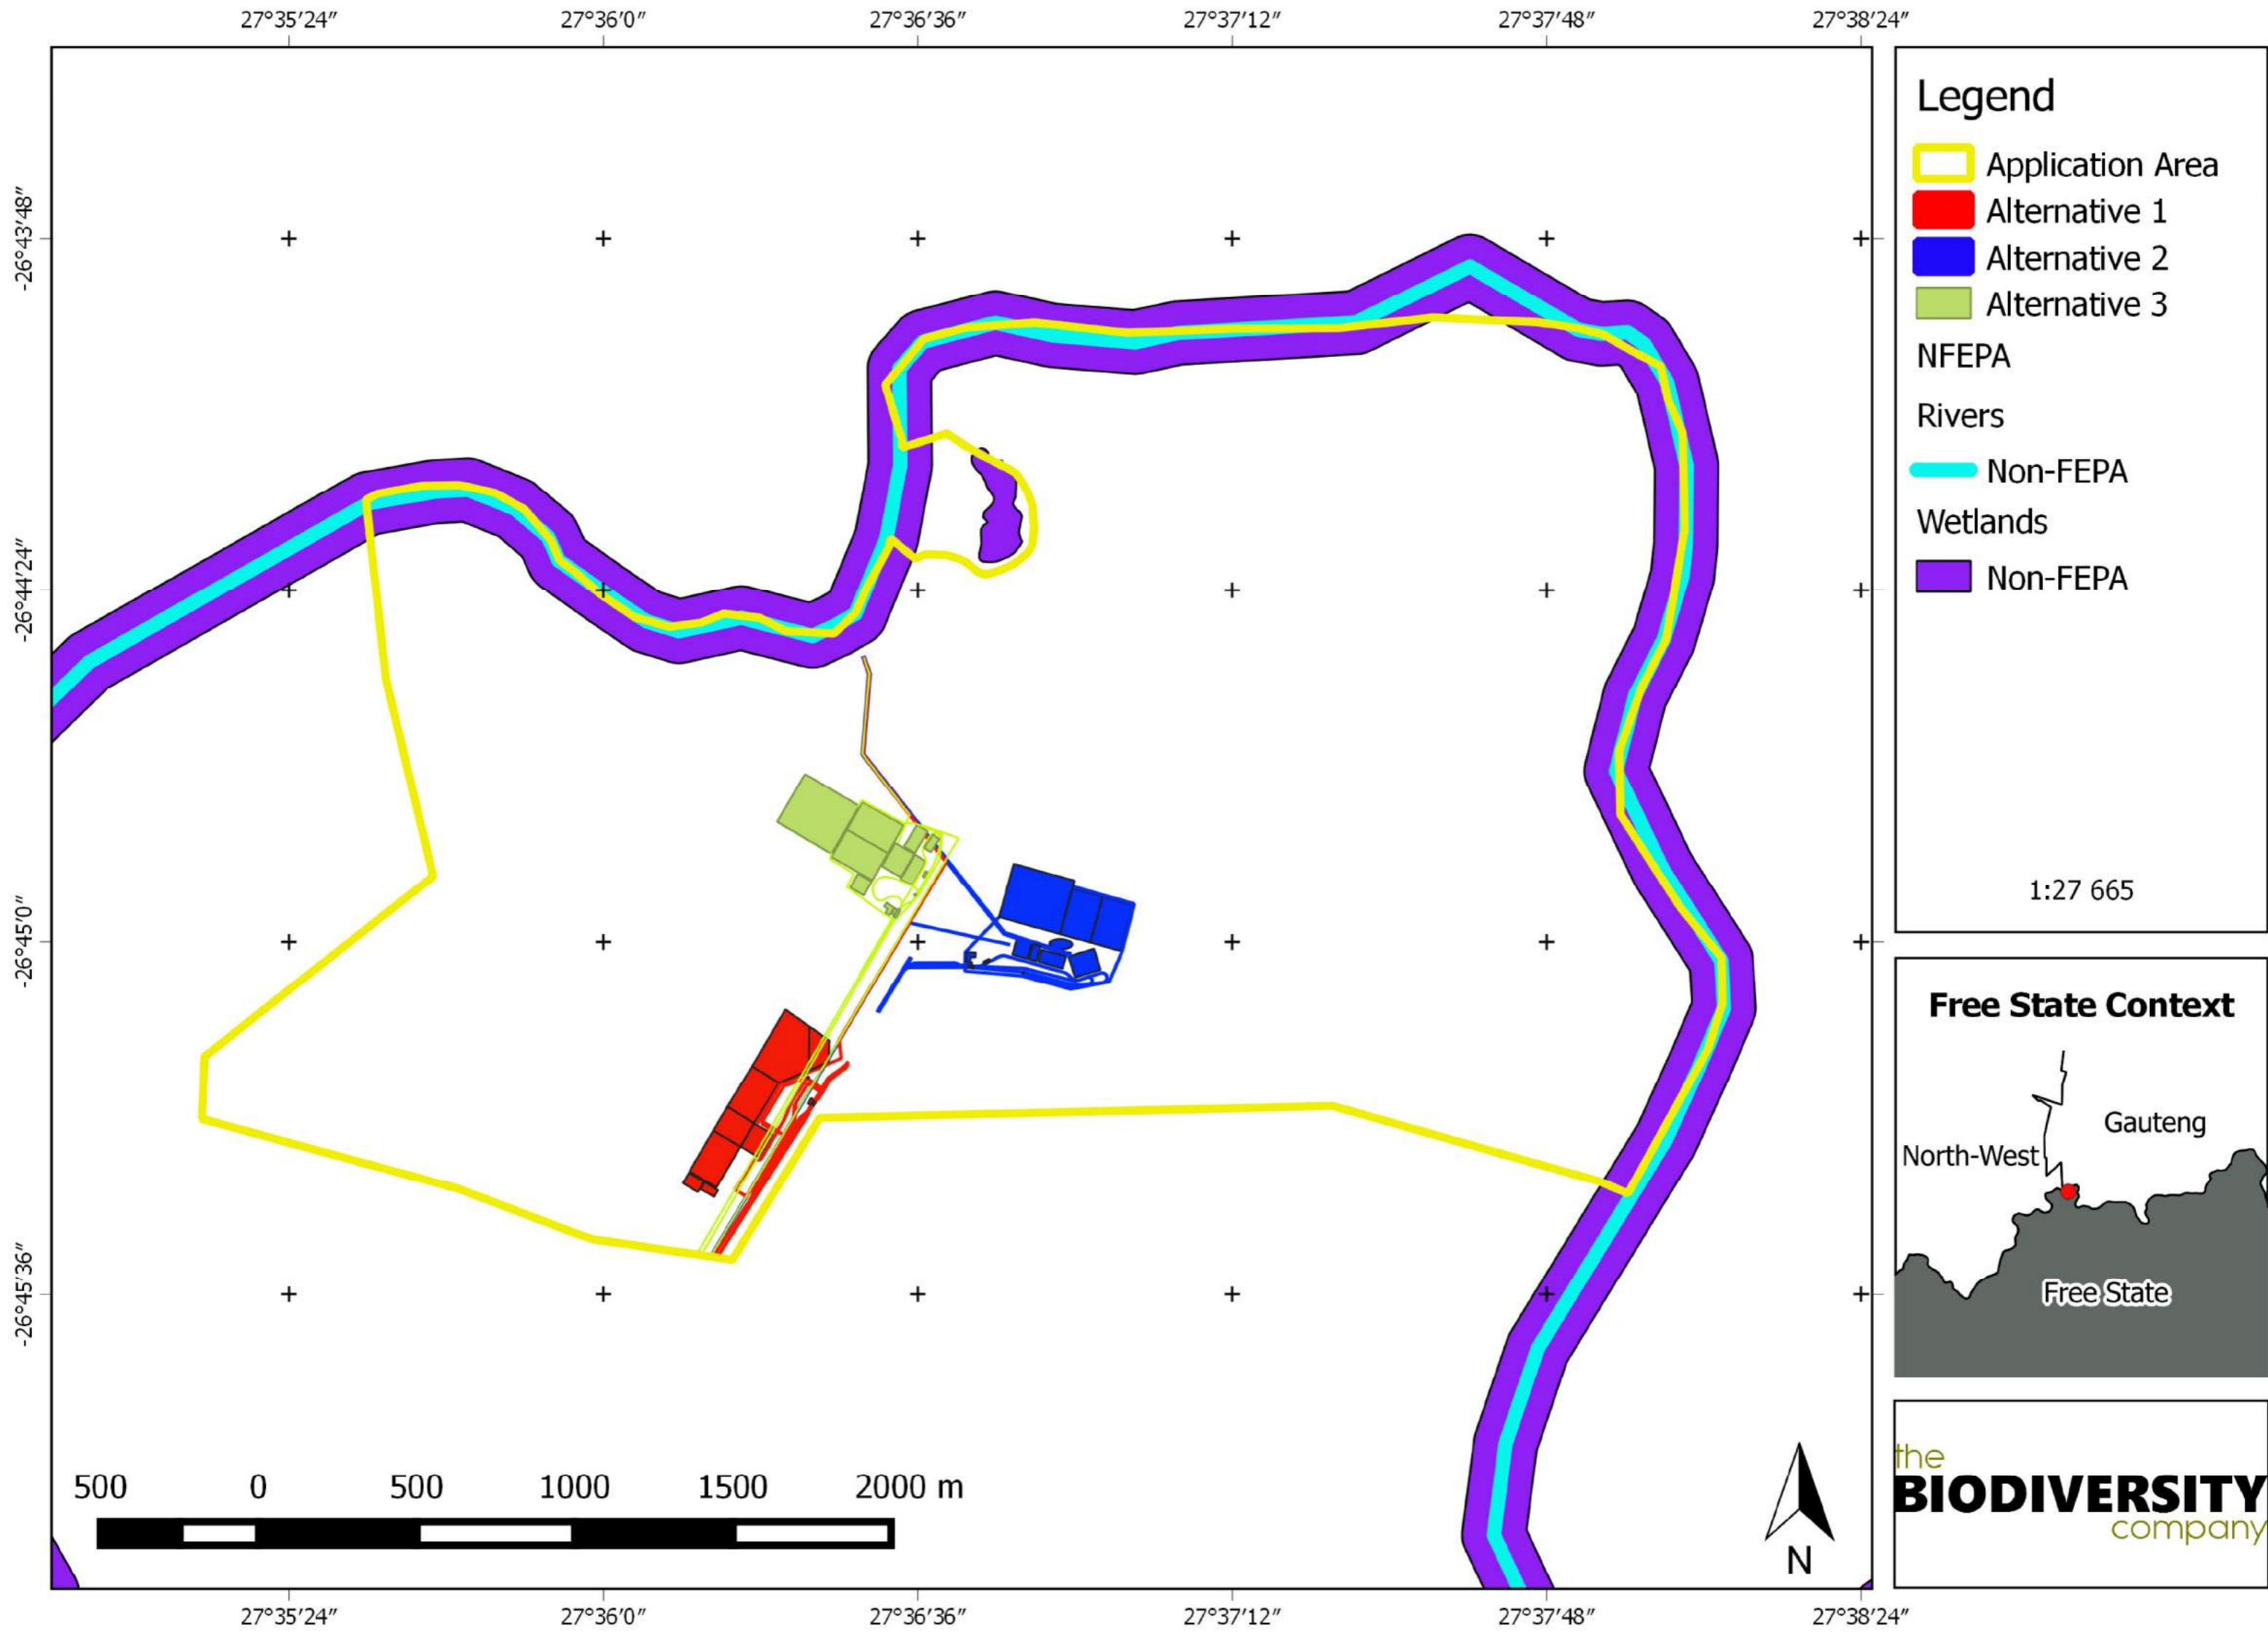 27°35'24"
27°36'0"
27°36'36"
27°37'12"
27°37'48"
27°38'24"
-26°43'48"
-26°44'24"
-26°45'0"
-26°45'36"
500 0 500 1000 1500 2000 m
N
27°35'24"
27°36'0"
27°36'36"
27°37'12"
27°37'48"
27°38'24"
Legend
Application Area
Alternative 1
Alternative 2
Alternative 3
NFEPA
Rivers
Non-FEPA
Wetlands
Non-FEPA
1:27 665
Free State Context
Gauteng
North-West
Free State
the
BIODIVERSITY
company